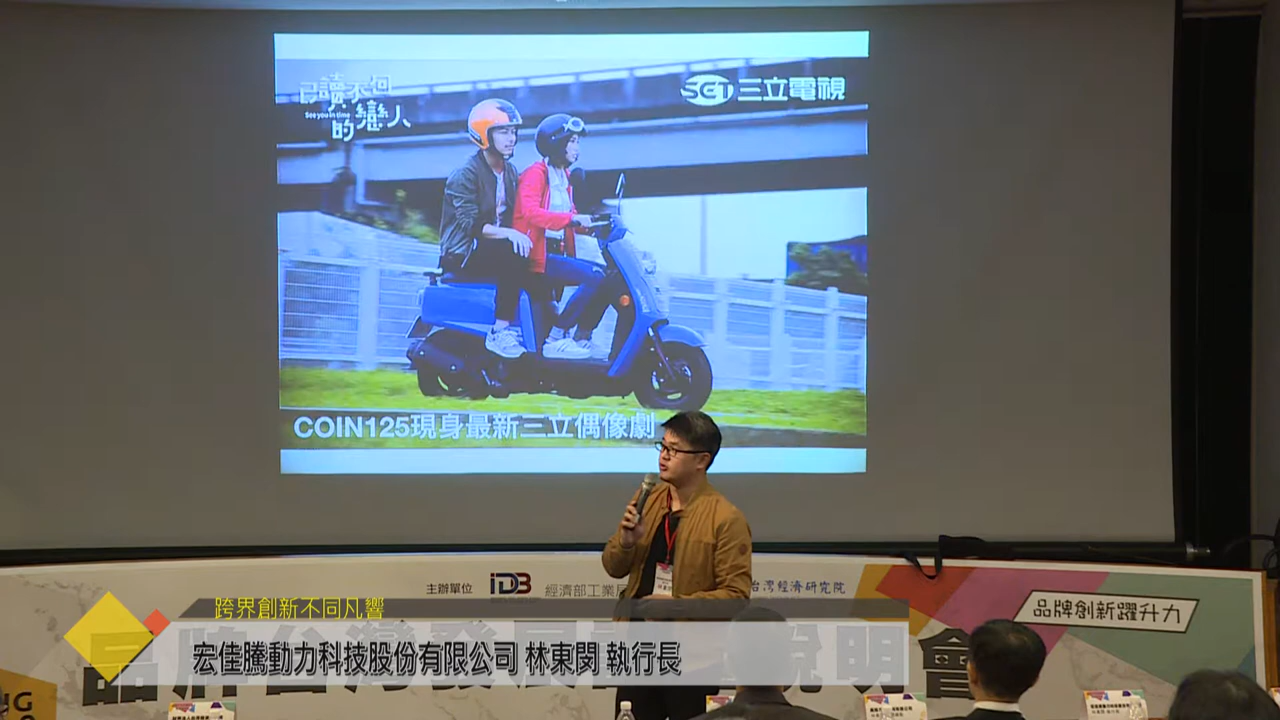 已讀不回
See you in time
的戀人
SET三立電視
COIN125現身最新三立偶像劇
主辦單位 IDB 經濟部工業局 台灣經濟研究院
品牌創新躍升力
跨界創新不同凡響
宏佳騰動力科技股份有限公司 林東閔 執行長